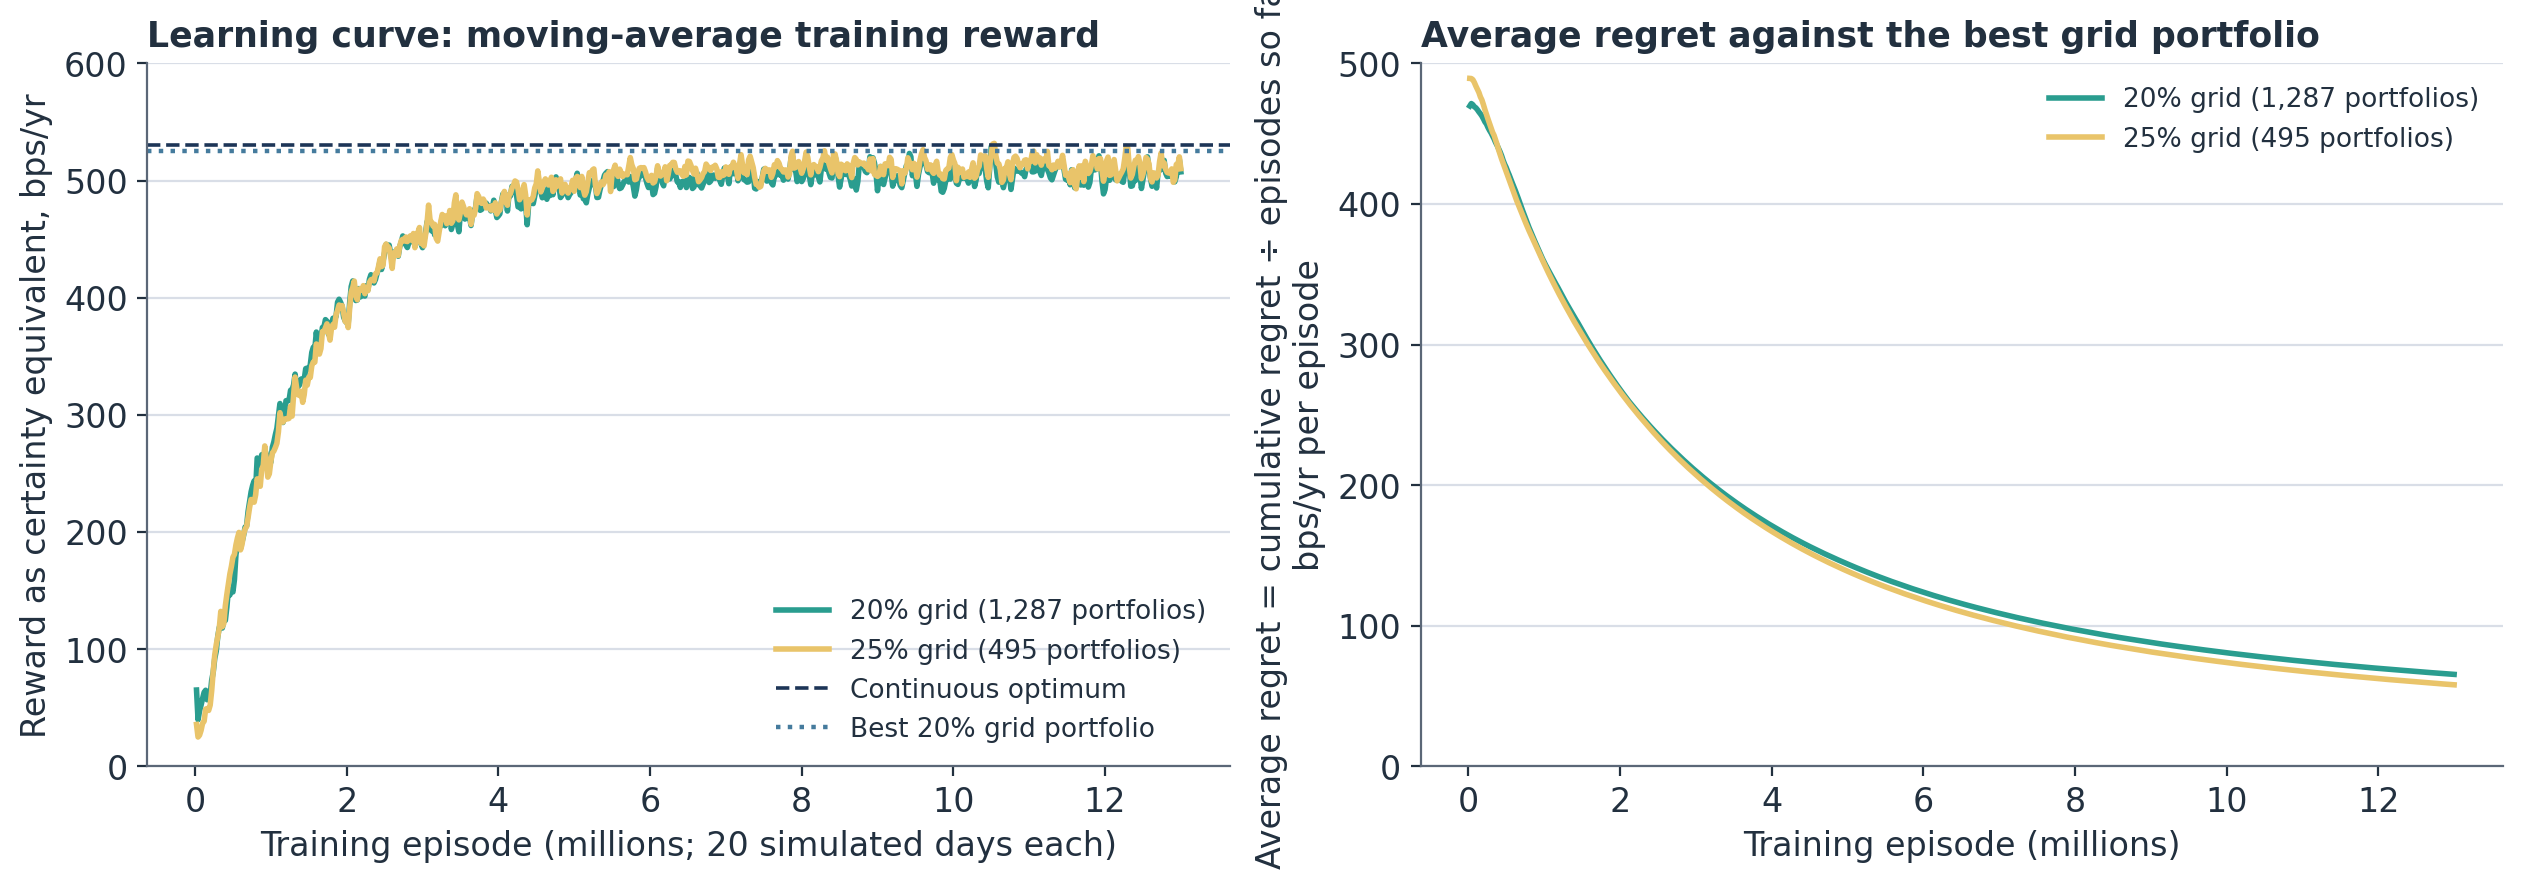 Learning curve: moving-average training reward
Reward as certainty equivalent, bps/yr
600
500
400
300
200
100
0
20% grid (1,287 portfolios)
25% grid (495 portfolios)
Continuous optimum
Best 20% grid portfolio
0 2 4 6 8 10 12
Training episode (millions; 20 simulated days each)
Average regret against the best grid portfolio
Average regret = cumulative regret ÷ episodes so
bps/yr per episode
500
400
300
200
100
0
20% grid (1,287 portfolios)
25% grid (495 portfolios)
0 2 4 6 8 10 12
Training episode (millions)